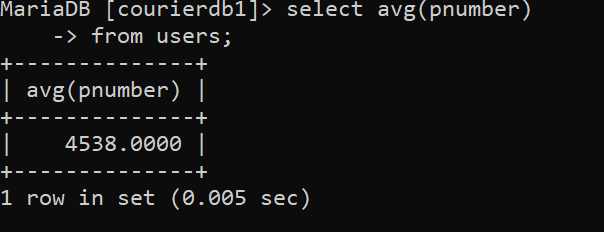 MariaDB [courierdb1]> select avg(pnumber)
    -> from users;
+--------------+
| avg(pnumber) |
+--------------+
|    4538.0000 |
+--------------+
1 row in set (0.005 sec)